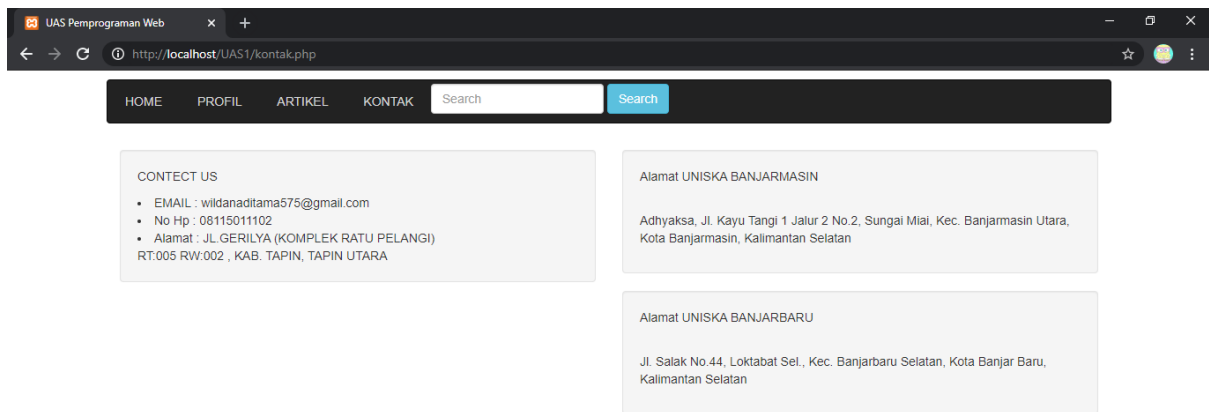 UAS Pemprograman Web
http://localhost/UAS1/kontak.php
HOME PROFIL ARTIKEL KONTAK Search Search
CONTECT US
• EMAIL : wildanaditama575@gmail.com
• No Hp : 08115011102
• Alamat : JL.GERILYA (KOMPLEK RATU PELANGI)
RT:005 RW:002 , KAB. TAPIN, TAPIN UTARA
Alamat UNISKA BANJARMASIN
Adhyaksa, Jl. Kayu Tangi 1 Jalur 2 No.2, Sungai Miai, Kec. Banjarmasin Utara,
Kota Banjarmasin, Kalimantan Selatan
Alamat UNISKA BANJARBARU
Jl. Salak No.44, Loktabat Sel., Kec. Banjarbaru Selatan, Kota Banjar Baru,
Kalimantan Selatan